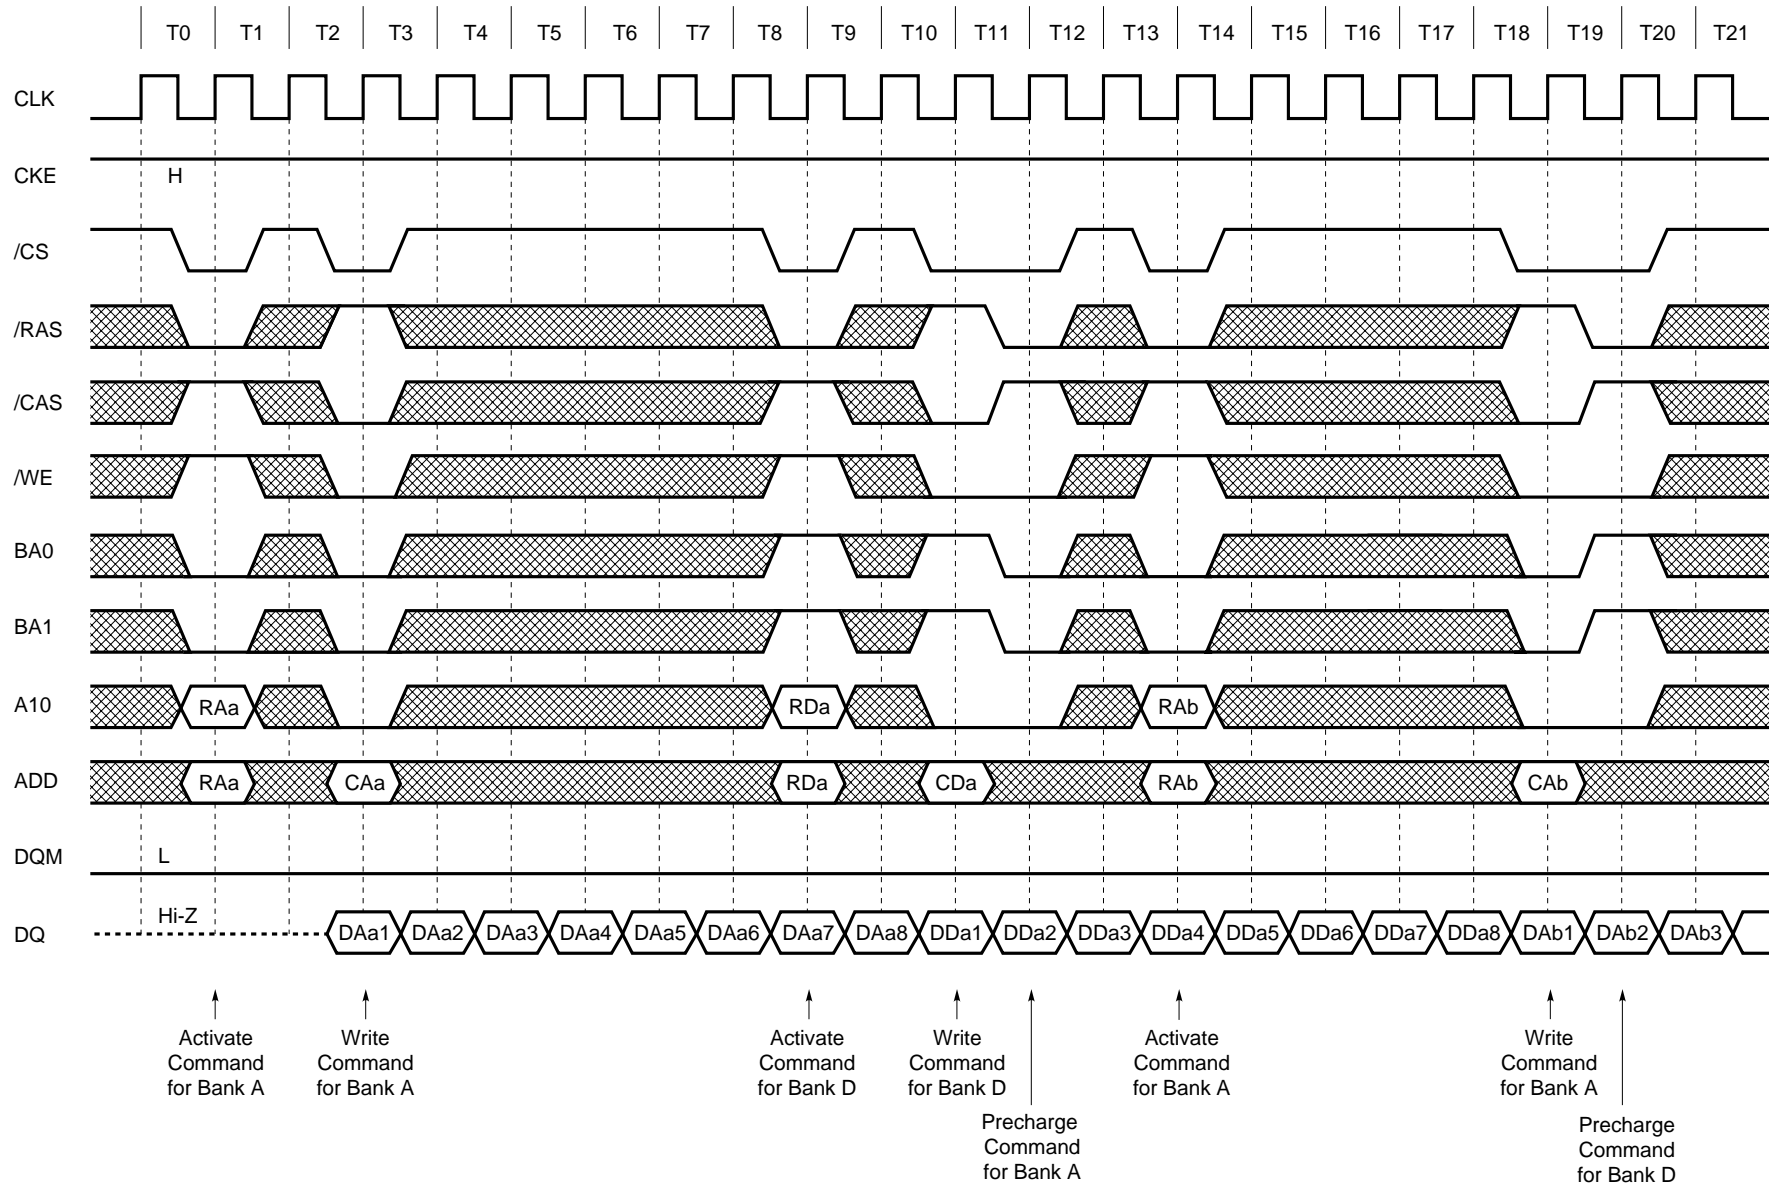 T0 T1 T2 T3 T4 T5 T6 T7 T8 T9 T10 T11 T12 T13 T14 T15 T16 T17 T18 T19 T20 T21
CLK
CKE H
/CS
/RAS
/CAS
/WE
BA0
BA1
A10 RAa RDa RAb
ADD RAa CAa RDa CDa RAb CAb
DQM L
DQ Hi-Z DAa1 DAa2 DAa3 DAa4 DAa5 DAa6 DAa7 DAa8 DDa1 DDa2 DDa3 DDa4 DDa5 DDa6 DDa7 DDa8 DAb1 DAb2 DAb3
Activate
Command
for Bank A
Write
Command
for Bank A
Activate
Command
for Bank D
Write
Command
for Bank D
Precharge
Command
for Bank A
Activate
Command
for Bank A
Write
Command
for Bank A
Precharge
Command
for Bank D